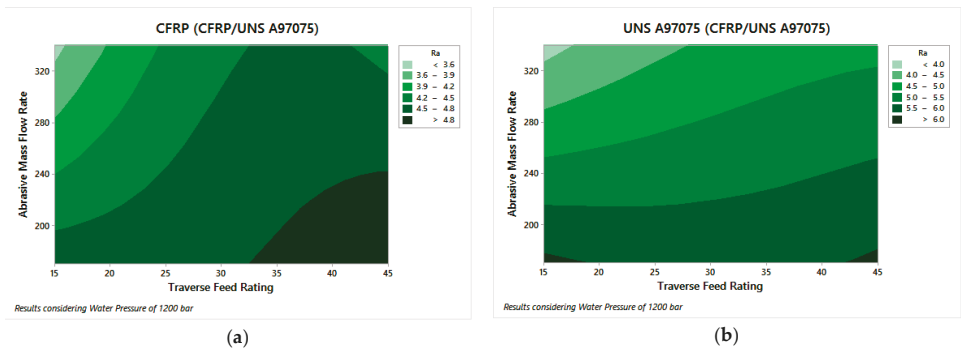 CFRP (CFRP/UNS A97075)
Abrasive Mass Flow Rate
320
280
240
200
15 20 25 30 35 40 45
Traverse Feed Rating
Ra
< 3.6
3.6 – 3.9
3.9 – 4.2
4.2 – 4.5
4.5 – 4.8
> 4.8
Results considering Water Pressure of 1200 bar
(a)
UNS A97075 (CFRP/UNS A97075)
Abrasive Mass Flow Rate
320
280
240
200
15 20 25 30 35 40 45
Traverse Feed Rating
Ra
< 4.0
4.0 – 4.5
4.5 – 5.0
5.0 – 5.5
5.5 – 6.0
> 6.0
Results considering Water Pressure of 1200 bar
(b)